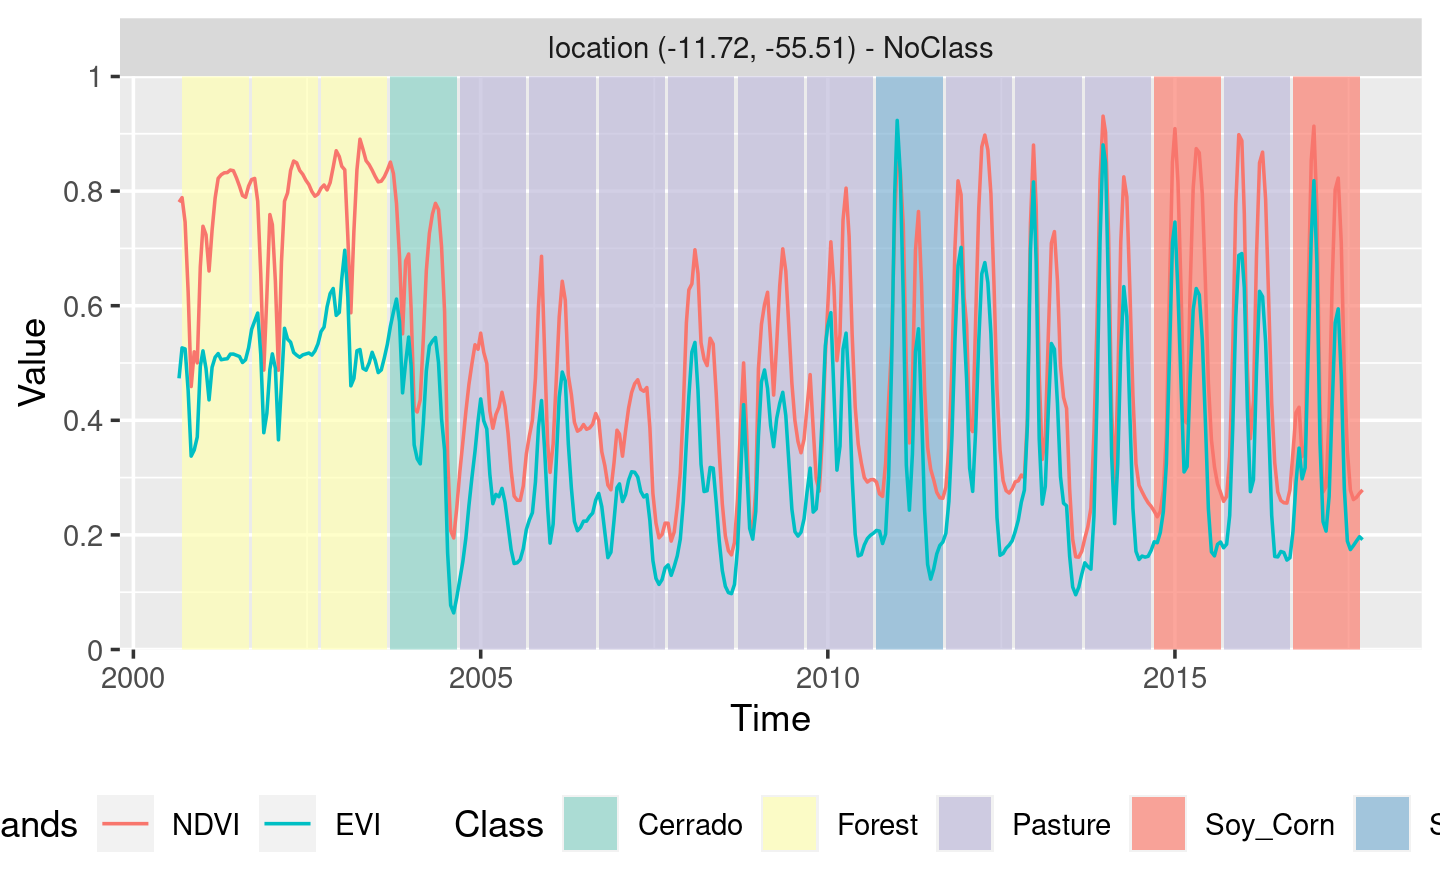 location (-11.72, -55.51) - NoClass
1
0.8
0.6
0.4
0.2
0
Value
2000 2005 2010 2015
Time
ands NDVI EVI Class Cerrado Forest Pasture Soy_Corn S